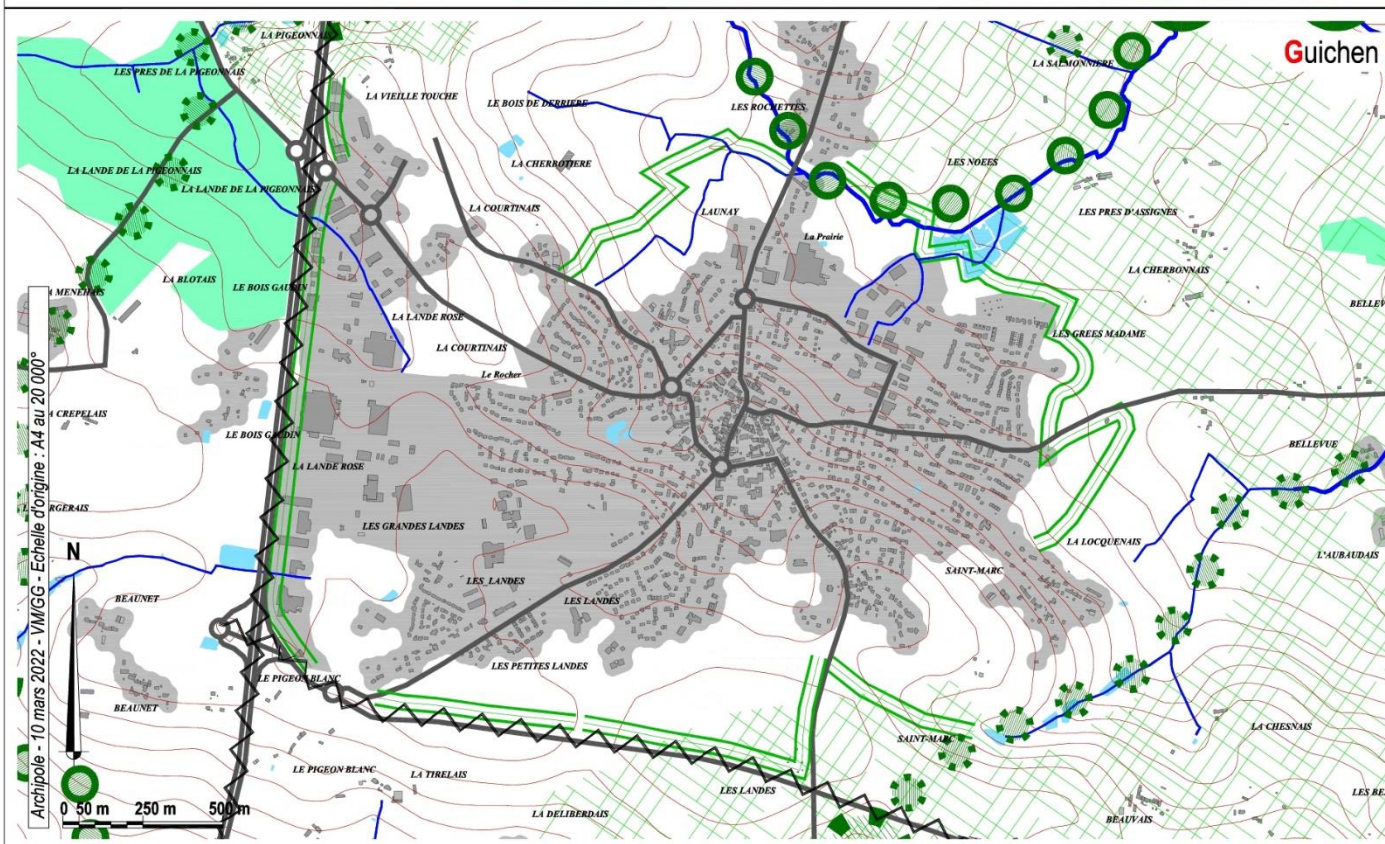 Guichen
LA PIGEONNAIS
LES PRES DE LA PIGEONNAIS
LA VIEILLE TOUCHE
LE BOIS DE DERRIERE
LES ROCHETTES
LA SALMONNIERE
LA LANDE DE LA PIGEONNAIS
LA LANDE DE LA PIGEONNAIS
LA CHERBOTIERE
LES NOEES
LA COURTINAIS
LAUNAY
La Prairie
LES PRES D'ASSIGNES
LA CHERBONNAIS
LA BLOTAIS
LE BOIS GAUDIN
LA LANDE ROSE
LA COURTINAIS
Le Rocher
LES GREES MADAME
LE BOIS GAUDIN
LA LANDE ROSE
BELLEVUE
LES GRANDES LANDES
LA LOCQUENAIS
L'AUBAUDAIS
LES LANDES
SAINT-MARC
LES LANDES
BEAUNET
LES PETITES LANDES
LE PIGEON BLANC
BEAUNET
SAINT-MARC
LA CHESNAIS
LE PIGEON BLANC
LA TIRELAIS
LES LANDES
LA DELIBERDAIS
BEAUVAIS
N
0 50 m 250 m 500 m
Archipole - 10 mars 2022 - VM/GG - Echelle d'origine : A4 au 20 000°